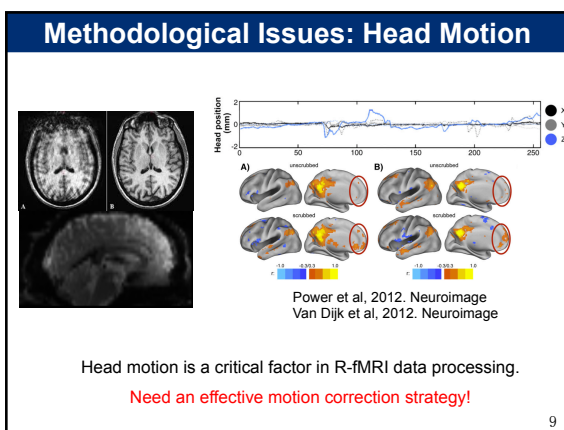 Methodological Issues: Head Motion
Head position
(mm)
2
0
-2
0 50 100 150 200 250
X
Y
Z
A) unscrubbed
B) unscrubbed
scrubbed
scrubbed
r: -1.0 -0.3/0.3 1.0
-1.0 -0.3/0.3 1.0
A
B
Power et al, 2012. Neuroimage
Van Dijk et al, 2012. Neuroimage
Head motion is a critical factor in R-fMRI data processing.
Need an effective motion correction strategy!
9